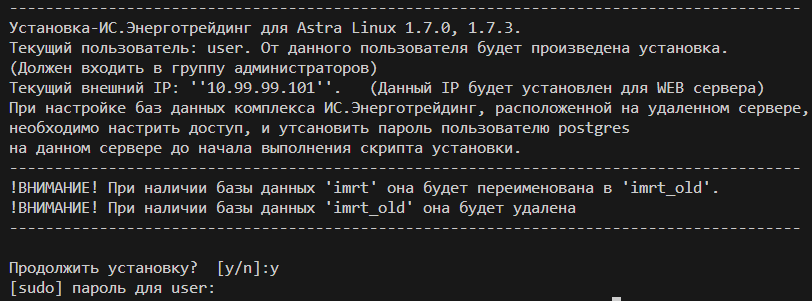 --------------------------------------------------------------------------------
Установка-ИС.Энерготрейдинг для Astra Linux 1.7.0, 1.7.3.
Текущий пользователь: user. От данного пользователя будет произведена установка.
(Должен входить в группу администраторов)
Текущий внешний IP: ''10.99.99.101''.   (Данный IP будет установлен для WEB сервера)
При настройке баз данных комплекса ИС.Энерготрейдинг, расположенной на удаленном сервере,
необходимо настрить доступ, и утсановить пароль пользователю postgres
на данном сервере до начала выполнения скрипта установки.
--------------------------------------------------------------------------------
!ВНИМАНИЕ! При наличии базы данных 'imrt' она будет переименована в 'imrt_old'.
!ВНИМАНИЕ! При наличии базы данных 'imrt_old' она будет удалена
--------------------------------------------------------------------------------
Продолжить установку?  [y/n]:y
[sudo] пароль для user: